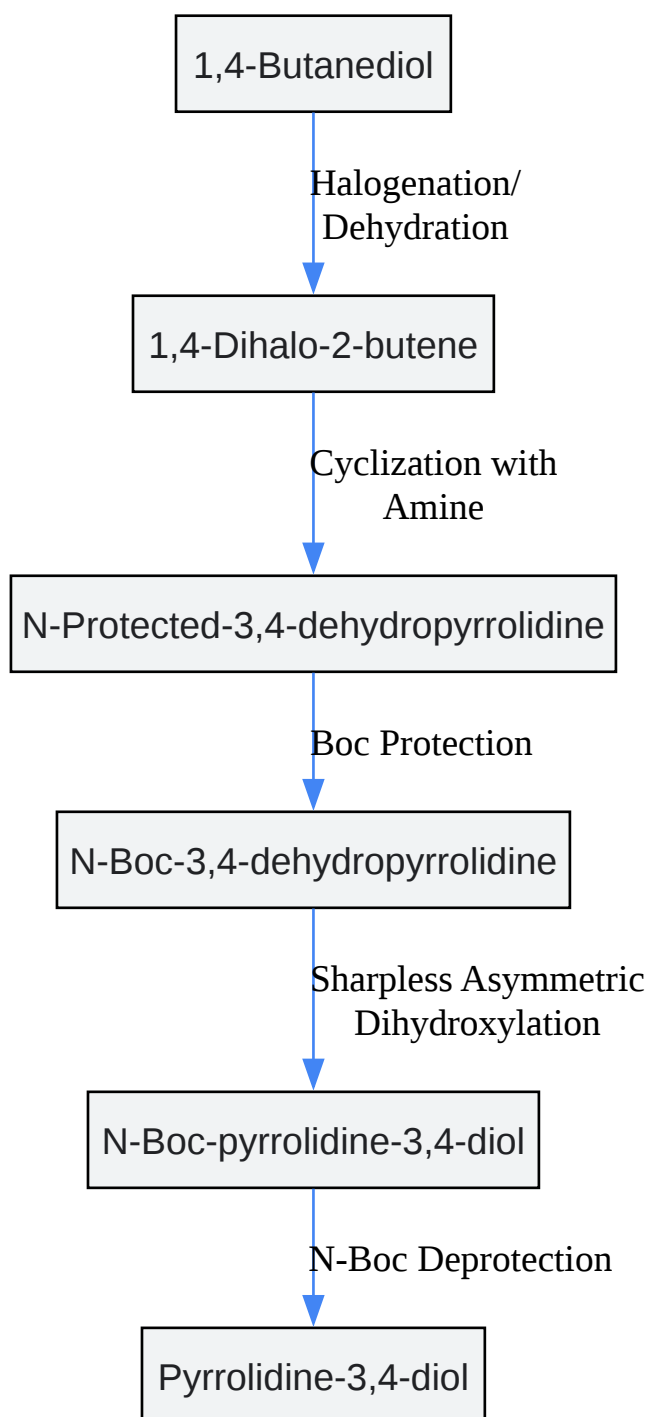 1,4-Butanediol
Halogenation/
Dehydration
1,4-Dihalo-2-butene
Cyclization with
Amine
N-Protected-3,4-dehydropyrrolidine
Boc Protection
N-Boc-3,4-dehydropyrrolidine
Sharpless Asymmetric
Dihydroxylation
N-Boc-pyrrolidine-3,4-diol
N-Boc Deprotection
Pyrrolidine-3,4-diol